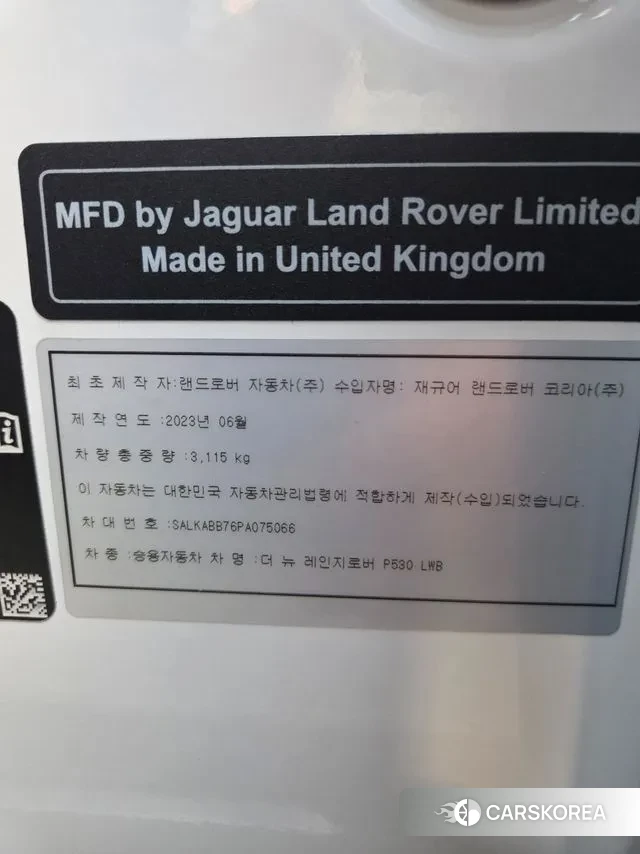 MFD by Jaguar Land Rover Limited
Made in United Kingdom
최 초 제 작 자:랜드로버 자동차(주) 수입자명: 재규어 랜드로버 코리아(주)
제 작 연 도 :2023년 06월
차 량 총 중 량 :3,115 kg
이 자동차는 대한민국 자동차관리법령에 적합하게 제작(수입)되었습니다.
차 대 번 호 :SALKABB76PA075066
차 종 :승용자동차 차 명 :더 뉴 레인지로버 P530 LWB
CARSKOREA